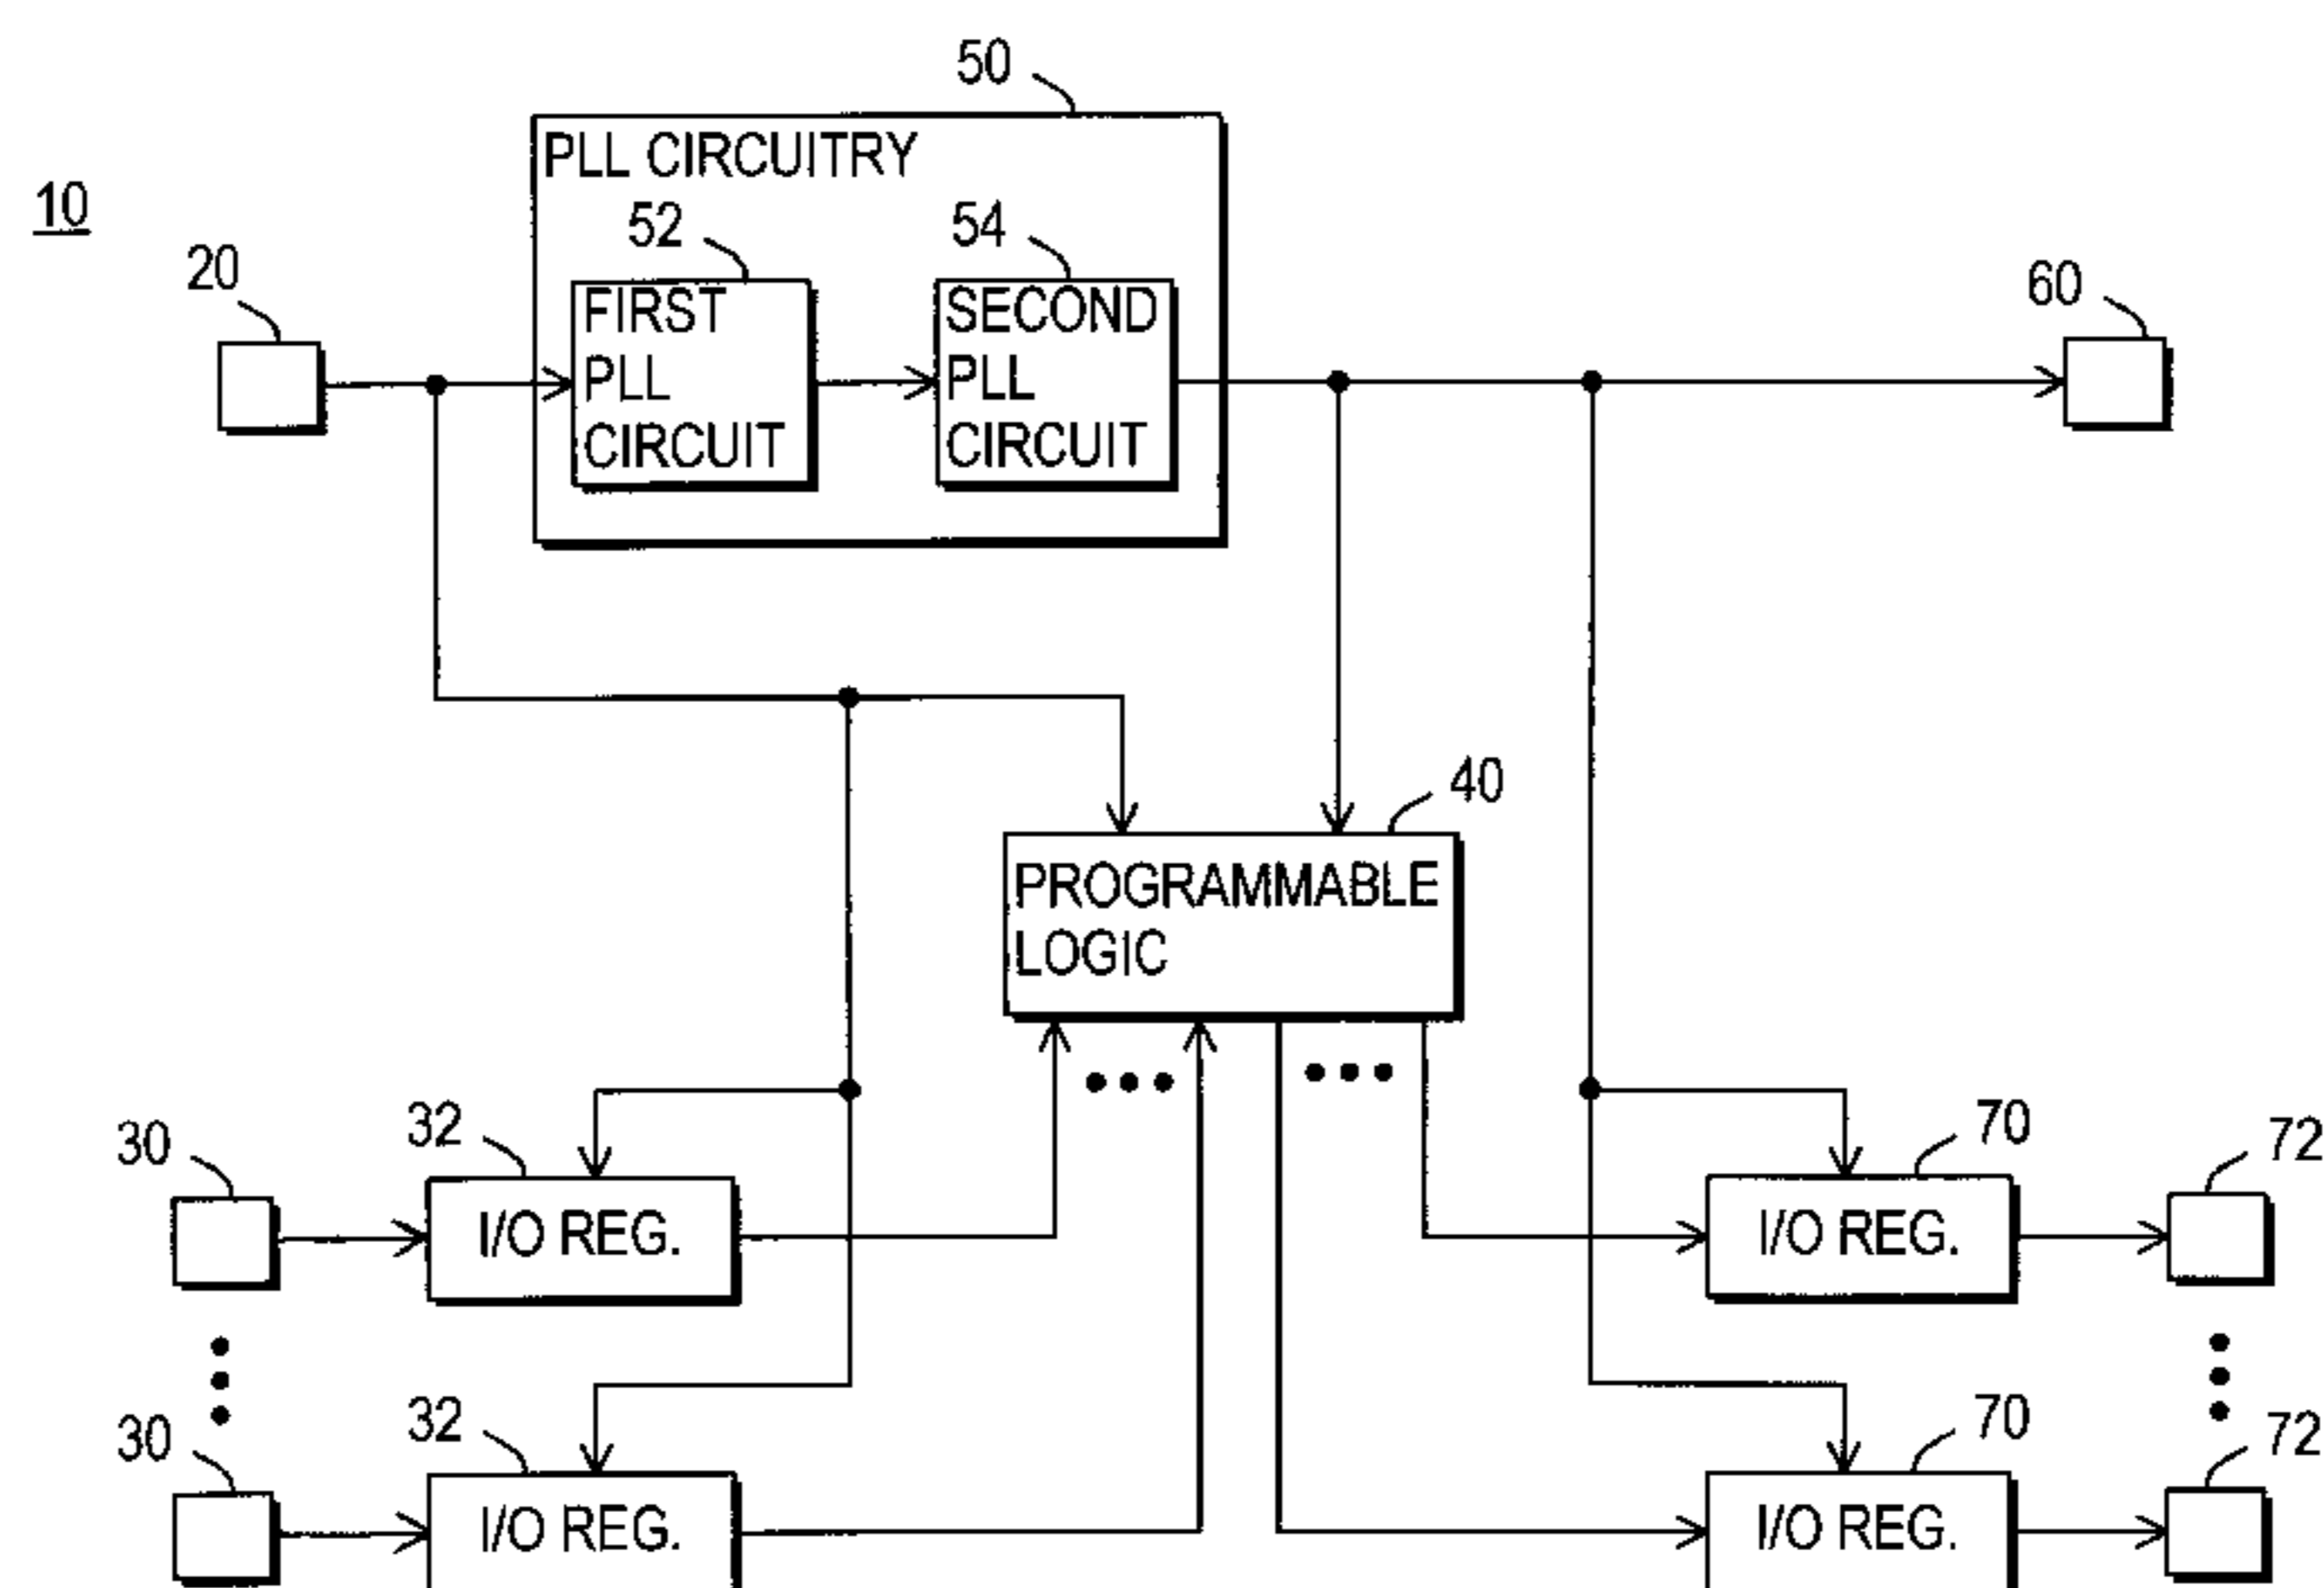 50
PLL CIRCUITRY
10
52
54
20
60
FIRST
PLL
CIRCUIT
SECOND
PLL
CIRCUIT
40
PROGRAMMABLE
LOGIC
30
32
70
72
I/O REG.
I/O REG.
30
32
70
72
I/O REG.
I/O REG.